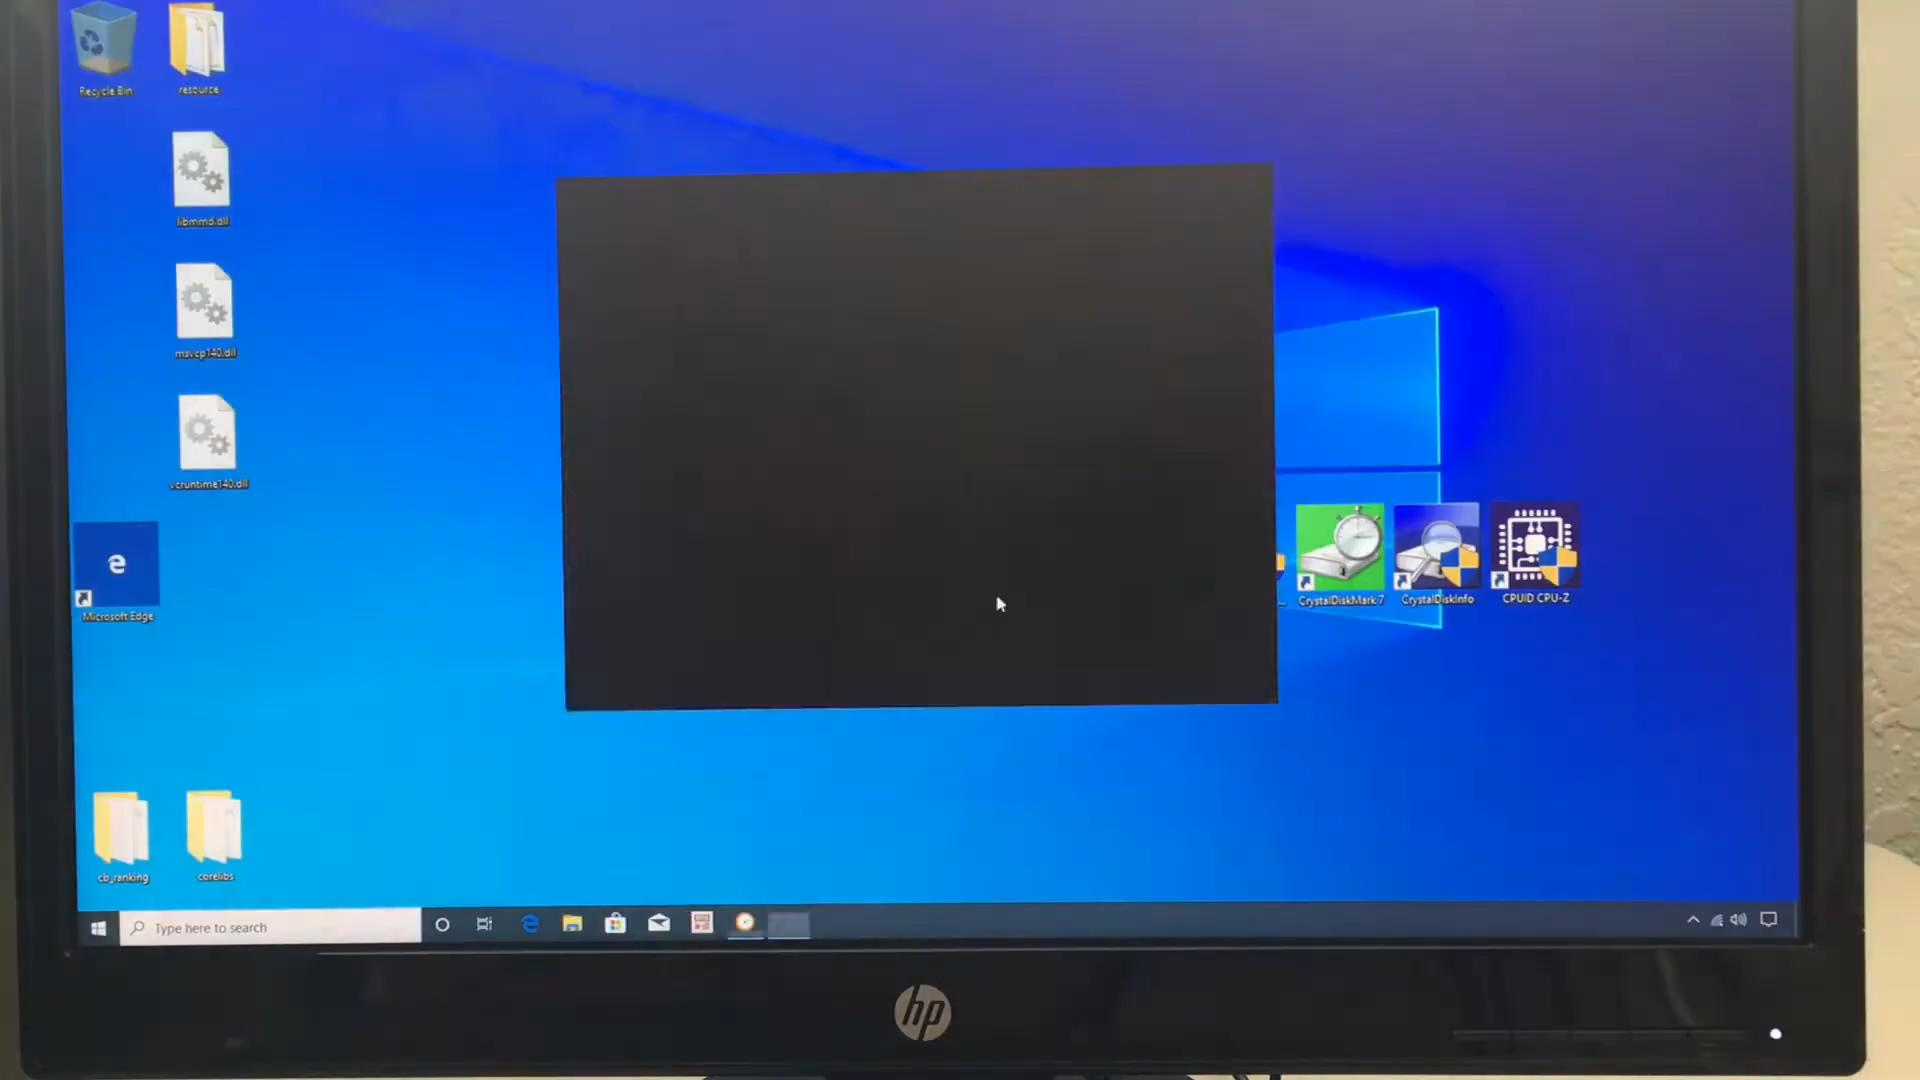 Recycle Bin
resource
libmmd.dll
msvcp140.dll
vcruntime140.dll
Microsoft Edge
CrystalDiskMark 7
CrystalDiskInfo
CPUID CPU-Z
cb_ranking
corelibs
Type here to search
hp